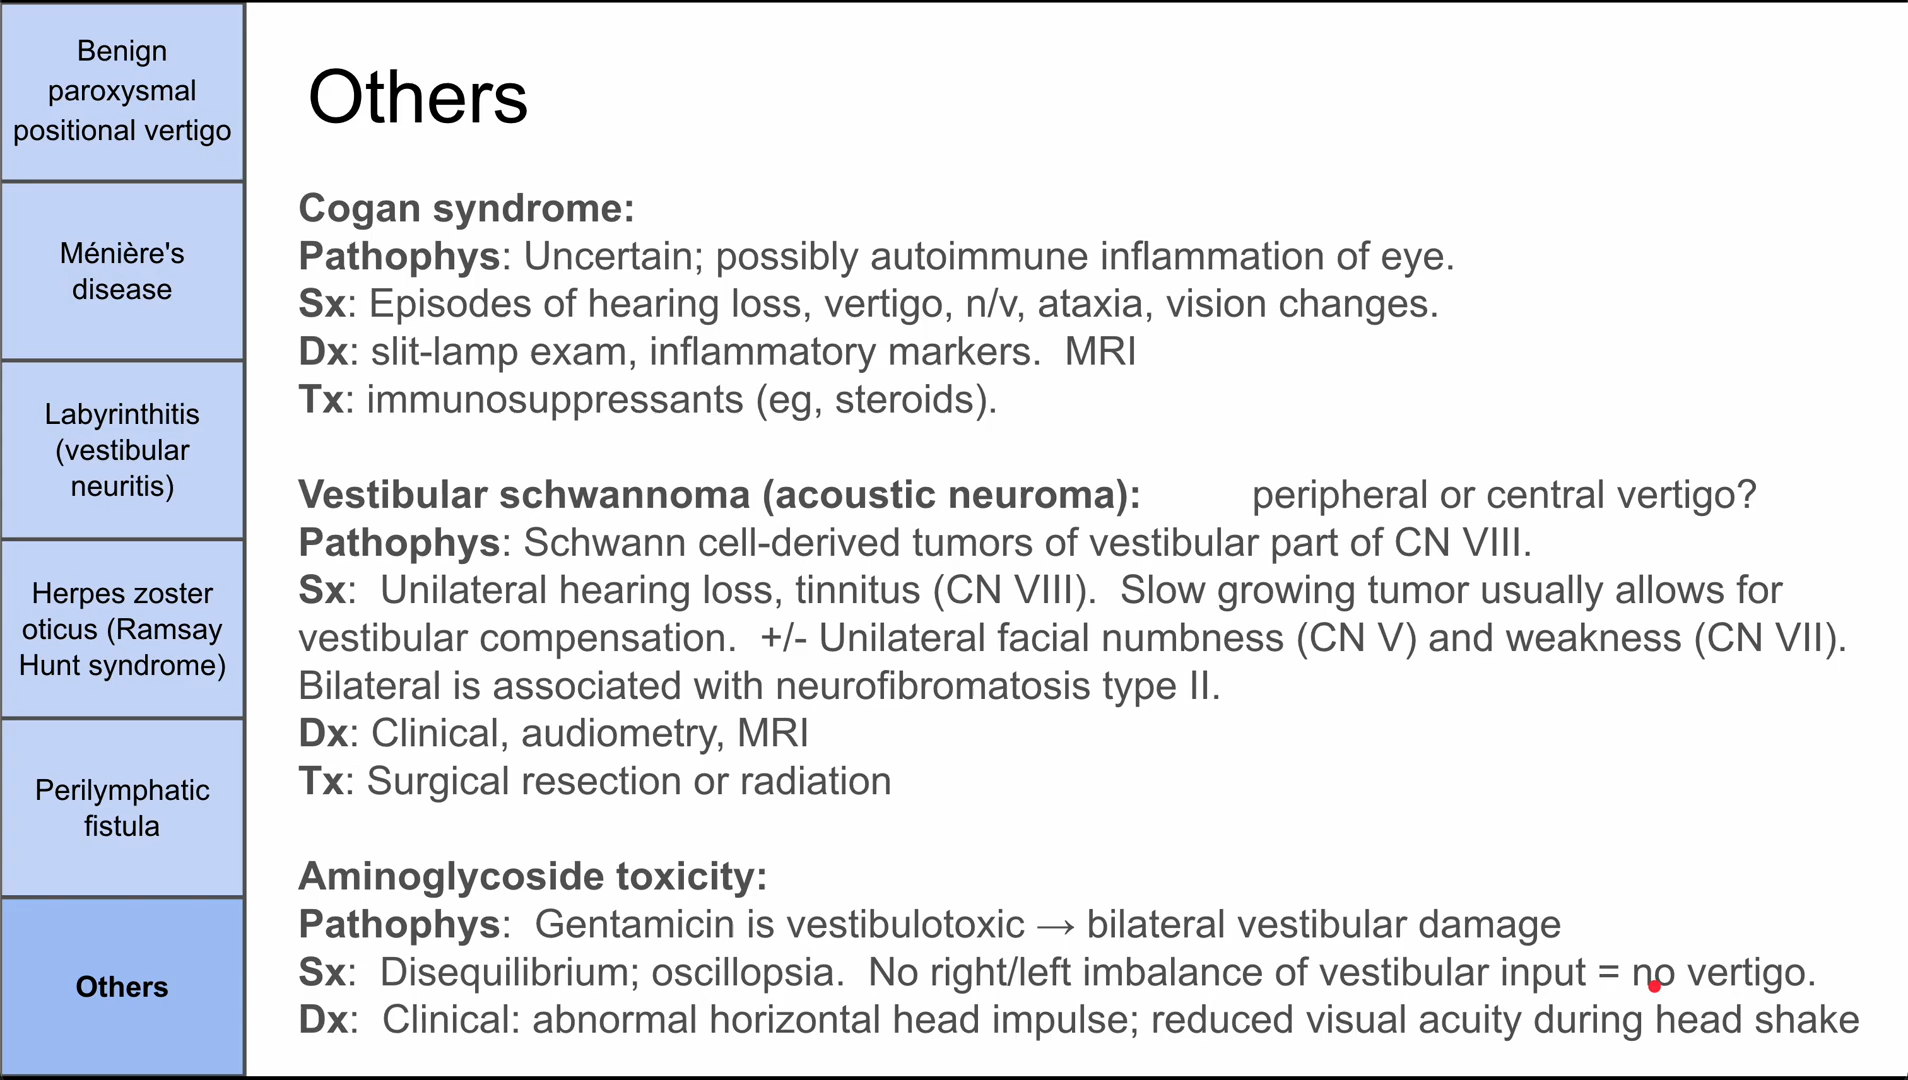 Benign
paroxysmal
positional vertigo
Ménière's
disease
Labyrinthitis
(vestibular
neuritis)
Herpes zoster
oticus (Ramsay
Hunt syndrome)
Perilymphatic
fistula
Others
Others
Cogan syndrome:
Pathophys: Uncertain; possibly autoimmune inflammation of eye.
Sx: Episodes of hearing loss, vertigo, n/v, ataxia, vision changes.
Dx: slit-lamp exam, inflammatory markers.  MRI
Tx: immunosuppressants (eg, steroids).
Vestibular schwannoma (acoustic neuroma): peripheral or central vertigo?
Pathophys: Schwann cell-derived tumors of vestibular part of CN VIII.
Sx:  Unilateral hearing loss, tinnitus (CN VIII).  Slow growing tumor usually allows for
vestibular compensation.  +/- Unilateral facial numbness (CN V) and weakness (CN VII).
Bilateral is associated with neurofibromatosis type II.
Dx: Clinical, audiometry, MRI
Tx: Surgical resection or radiation
Aminoglycoside toxicity:
Pathophys:  Gentamicin is vestibulotoxic → bilateral vestibular damage
Sx:  Disequilibrium; oscillopsia.  No right/left imbalance of vestibular input = no vertigo.
Dx:  Clinical: abnormal horizontal head impulse; reduced visual acuity during head shake